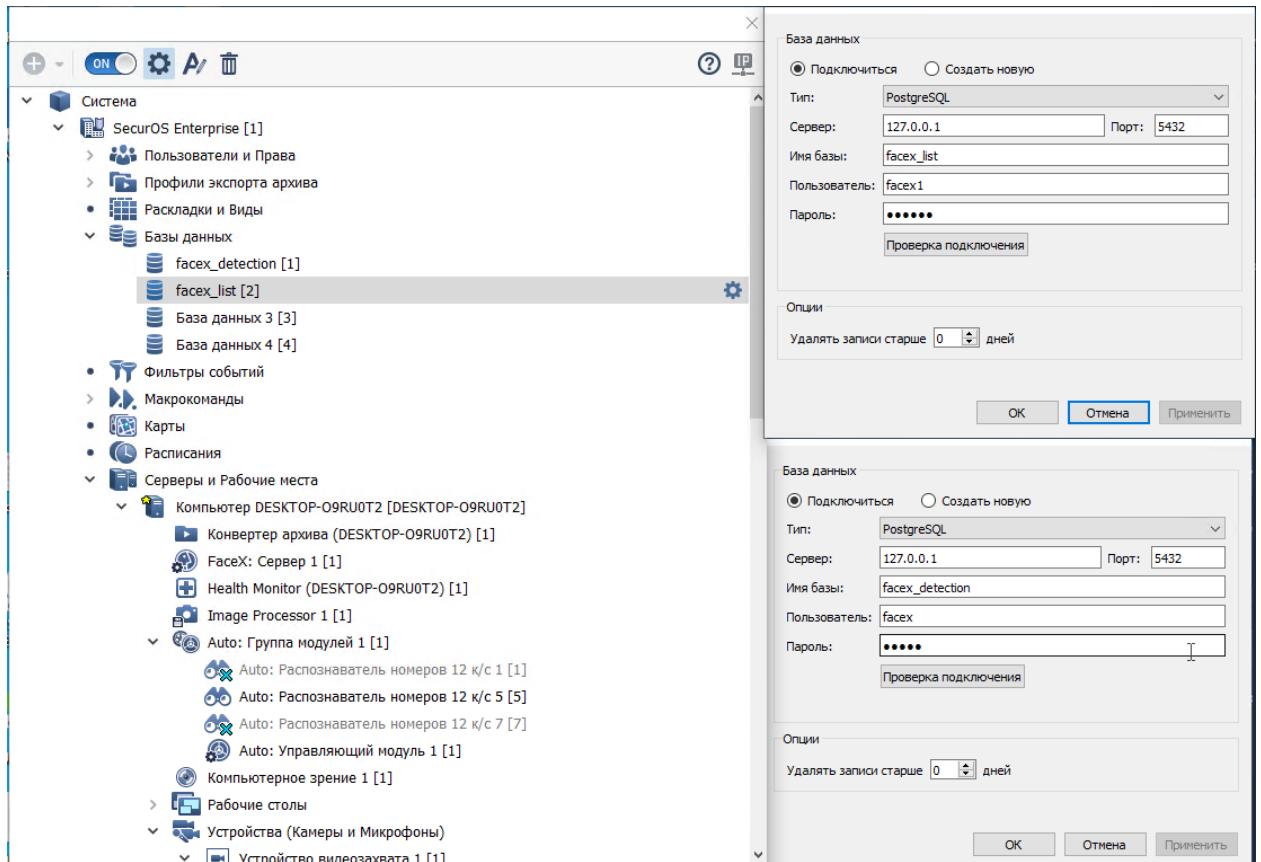 ON
IP
Система
SecurOS Enterprise [1]
Пользователи и Права
Профили экспорта архива
Раскладки и Виды
Базы данных
facex_detection [1]
facex_list [2]
База данных 3 [3]
База данных 4 [4]
Фильтры событий
Макрокоманды
Карты
Расписания
Серверы и Рабочие места
Компьютер DESKTOP-O9RU0T2 [DESKTOP-O9RU0T2]
Конвертер архива (DESKTOP-O9RU0T2) [1]
FaceX: Сервер 1 [1]
Health Monitor (DESKTOP-O9RU0T2) [1]
Image Processor 1 [1]
Auto: Группа модулей 1 [1]
Auto: Распознаватель номеров 12 к/с 1 [1]
Auto: Распознаватель номеров 12 к/с 5 [5]
Auto: Распознаватель номеров 12 к/с 7 [7]
Auto: Управляющий модуль 1 [1]
Компьютерное зрение 1 [1]
Рабочие столы
Устройства (Камеры и Микрофоны)
Устройство видеозахвата 1 [1]
База данных
Подключиться Создать новую
Тип: PostgreSQL
Сервер: 127.0.0.1 Порт: 5432
Имя базы: facex_list
Пользователь: facex1
Пароль: ●●●●●●
Проверка подключения
Опции
Удалять записи старше 0 дней
ОК Отмена Применить
База данных
Подключиться Создать новую
Тип: PostgreSQL
Сервер: 127.0.0.1 Порт: 5432
Имя базы: facex_detection
Пользователь: facex
Пароль: ●●●●●
Проверка подключения
Опции
Удалять записи старше 0 дней
ОК Отмена Применить